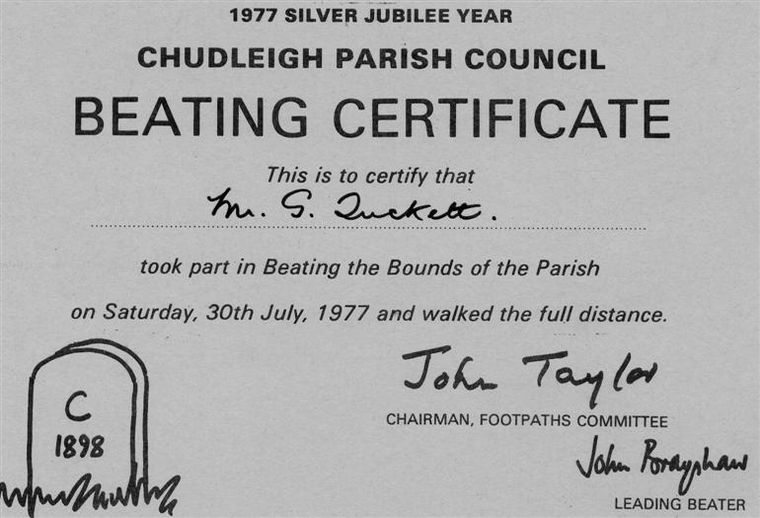 1977 SILVER JUBILEE YEAR
CHUDLEIGH PARISH COUNCIL
BEATING CERTIFICATE
This is to certify that
Mr. G. Tuckett.
took part in Beating the Bounds of the Parish
on Saturday, 30th July, 1977 and walked the full distance.
John Taylor
CHAIRMAN, FOOTPATHS COMMITTEE
C
1898
John Brayshaw
LEADING BEATER